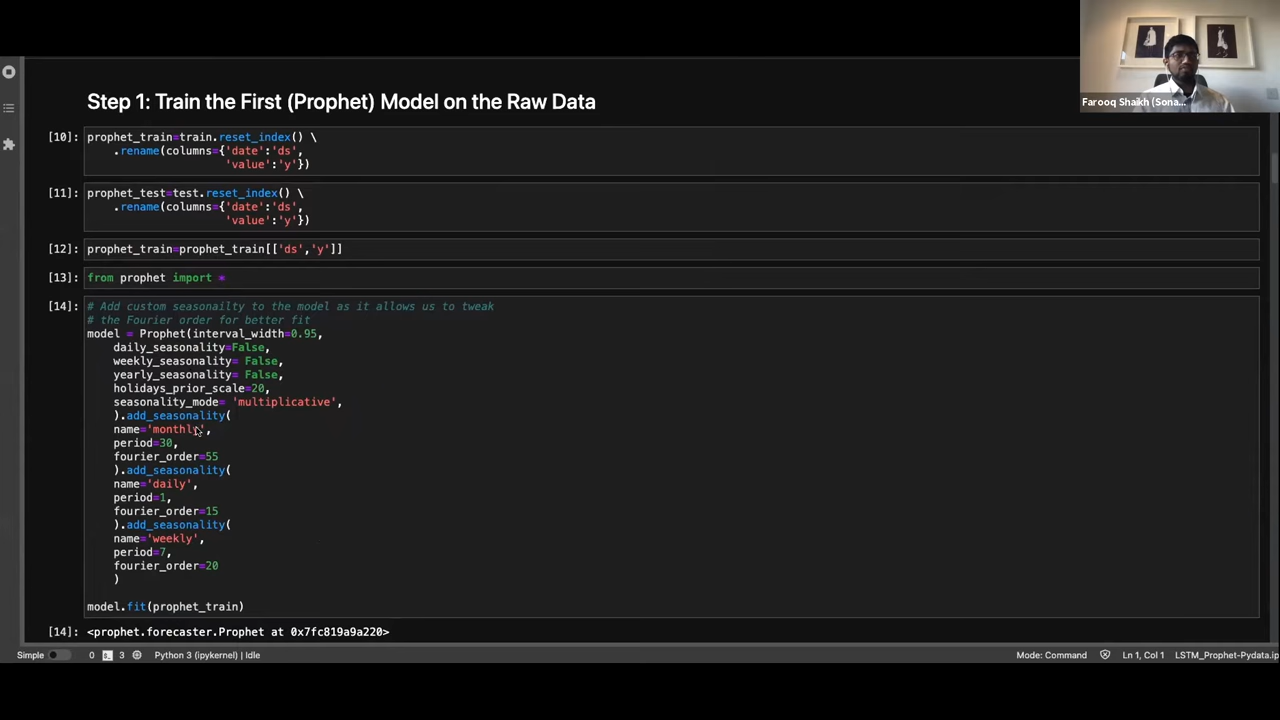 Farooq Shaikh (Sona...
Step 1: Train the First (Prophet) Model on the Raw Data
[10]: prophet_train=train.reset_index() \
.rename(columns={'date':'ds',
'value':'y'})
[11]: prophet_test=test.reset_index() \
.rename(columns={'date':'ds',
'value':'y'})
[12]: prophet_train=prophet_train[['ds','y']]
[13]: from prophet import *
[14]: # Add custom seasonailty to the model as it allows us to tweak
# the Fourier order for better fit
model = Prophet(interval_width=0.95,
daily_seasonality=False,
weekly_seasonality= False,
yearly_seasonality= False,
holidays_prior_scale=20,
seasonality_mode= 'multiplicative',
).add_seasonality(
name='monthly',
period=30,
fourier_order=55
).add_seasonality(
name='daily',
period=1,
fourier_order=15
).add_seasonality(
name='weekly',
period=7,
fourier_order=20
)
model.fit(prophet_train)
[14]: <prophet.forecaster.Prophet at 0x7fc819a9a220>
Simple 0 3 Python 3 (ipykernel) | Idle Mode: Command Ln 1, Col 1 LSTM_Prophet-Pydata.ip